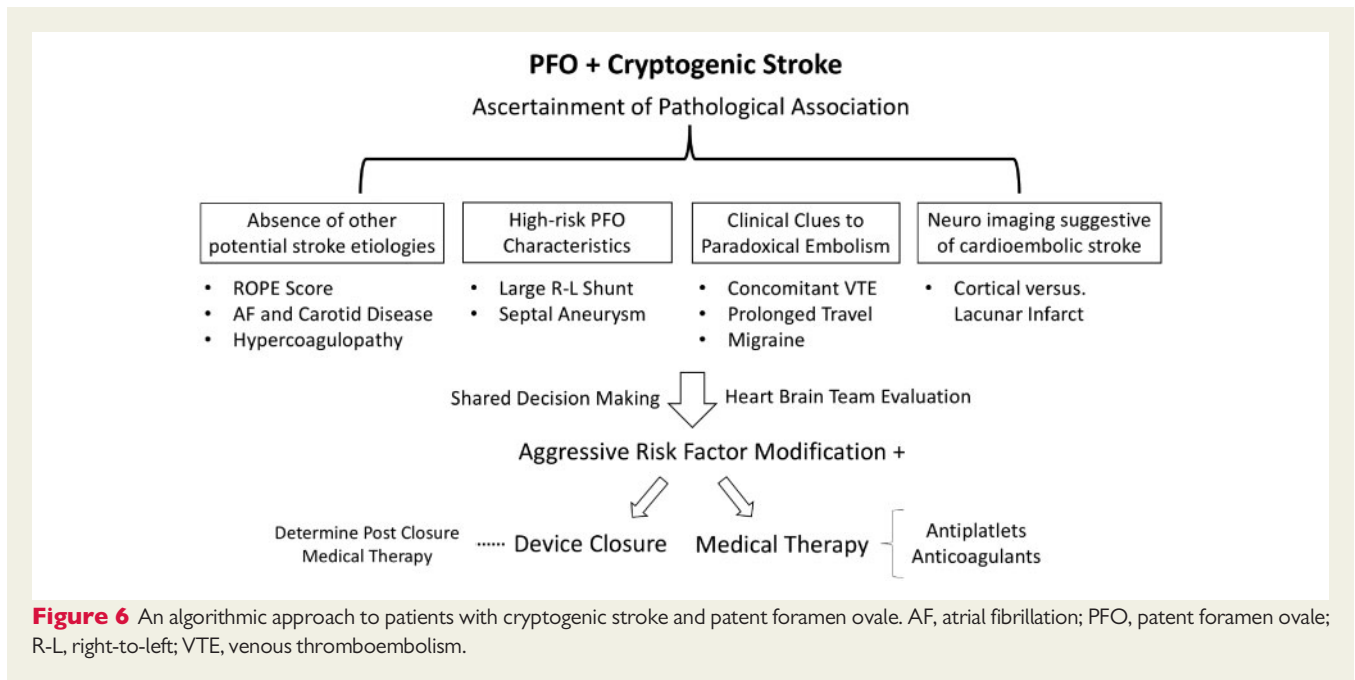 PFO + Cryptogenic Stroke
Ascertainment of Pathological Association
Absence of other
potential stroke etiologies
• ROPE Score
• AF and Carotid Disease
• Hypercoagulopathy
High-risk PFO
Characteristics
• Large R-L Shunt
• Septal Aneurysm
Clinical Clues to
Paradoxical Embolism
• Concomitant VTE
• Prolonged Travel
• Migraine
Neuro imaging suggestive
of cardioembolic stroke
• Cortical versus.
Lacunar Infarct
Shared Decision Making
Heart Brain Team Evaluation
Aggressive Risk Factor Modification +
Determine Post Closure
Medical Therapy
...... Device Closure
Medical Therapy
Antiplatlets
Anticoagulants
Figure 6 An algorithmic approach to patients with cryptogenic stroke and patent foramen ovale. AF, atrial fibrillation; PFO, patent foramen ovale;
R-L, right-to-left; VTE, venous thromboembolism.